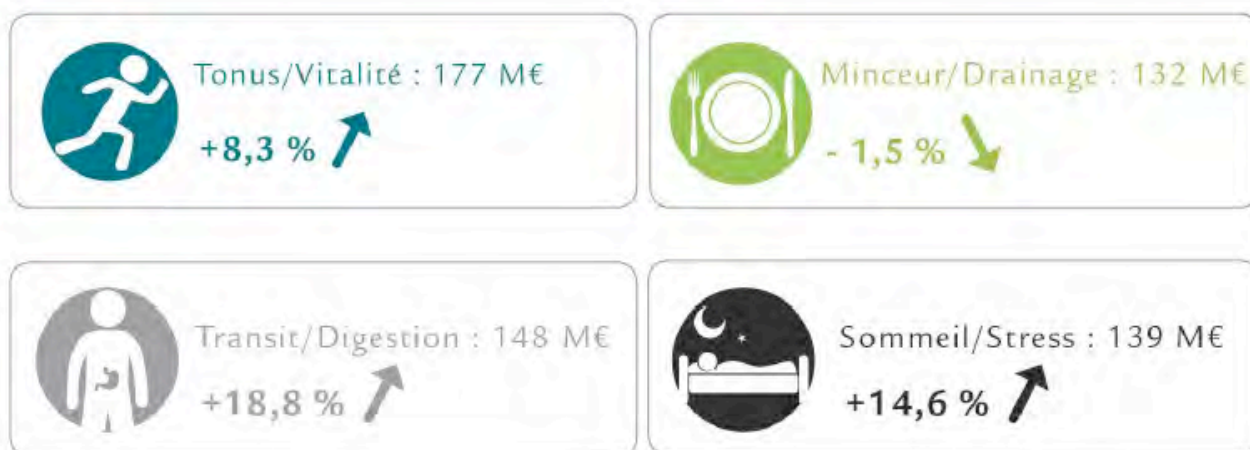 Tonus/Vitalité : 177 M€
+8,3 %
Minceur/Drainage : 132 M€
- 1,5 %
Transit/Digestion : 148 M€
+18,8 %
Sommeil/Stress : 139 M€
+14,6 %